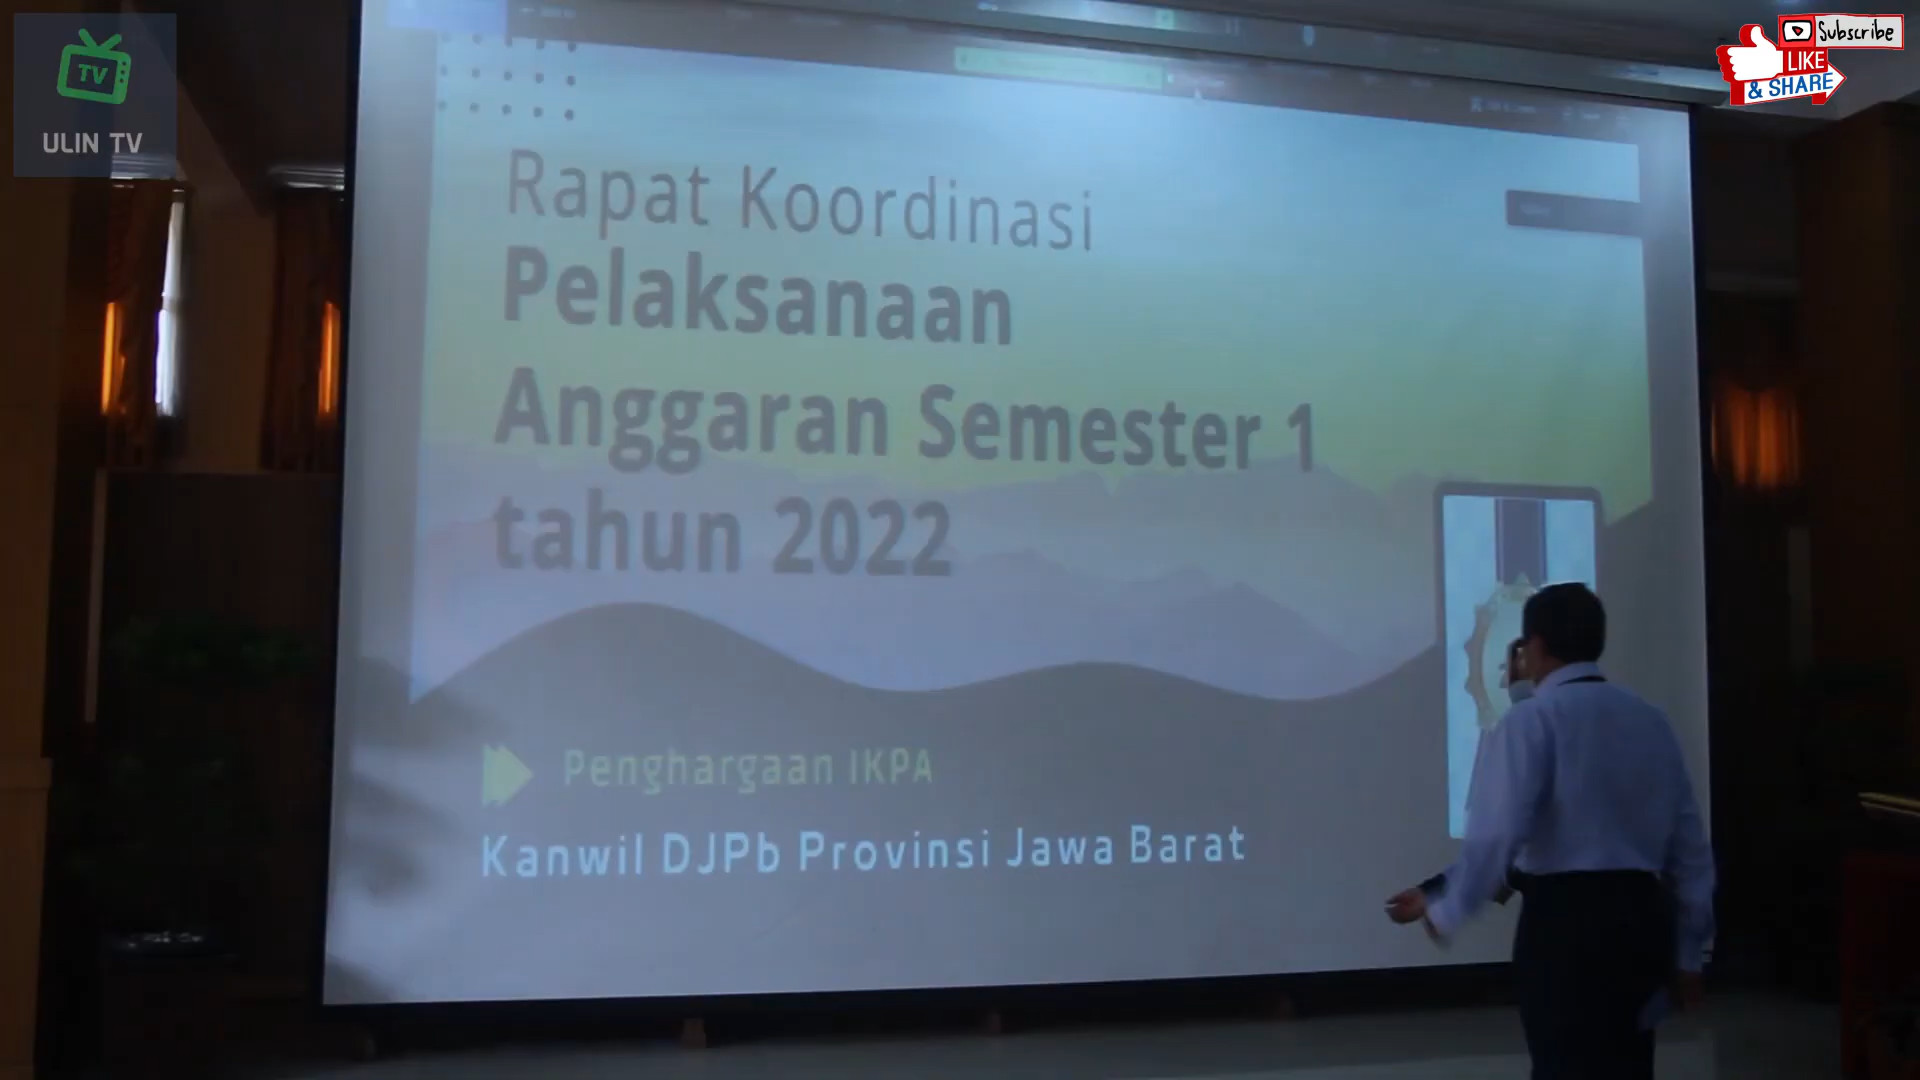 TV
ULIN TV
Subscribe
LIKE
& SHARE
Rapat Koordinasi
Pelaksanaan
Anggaran Semester 1
tahun 2022
Penghargaan IKPA
Kanwil DJPb Provinsi Jawa Barat